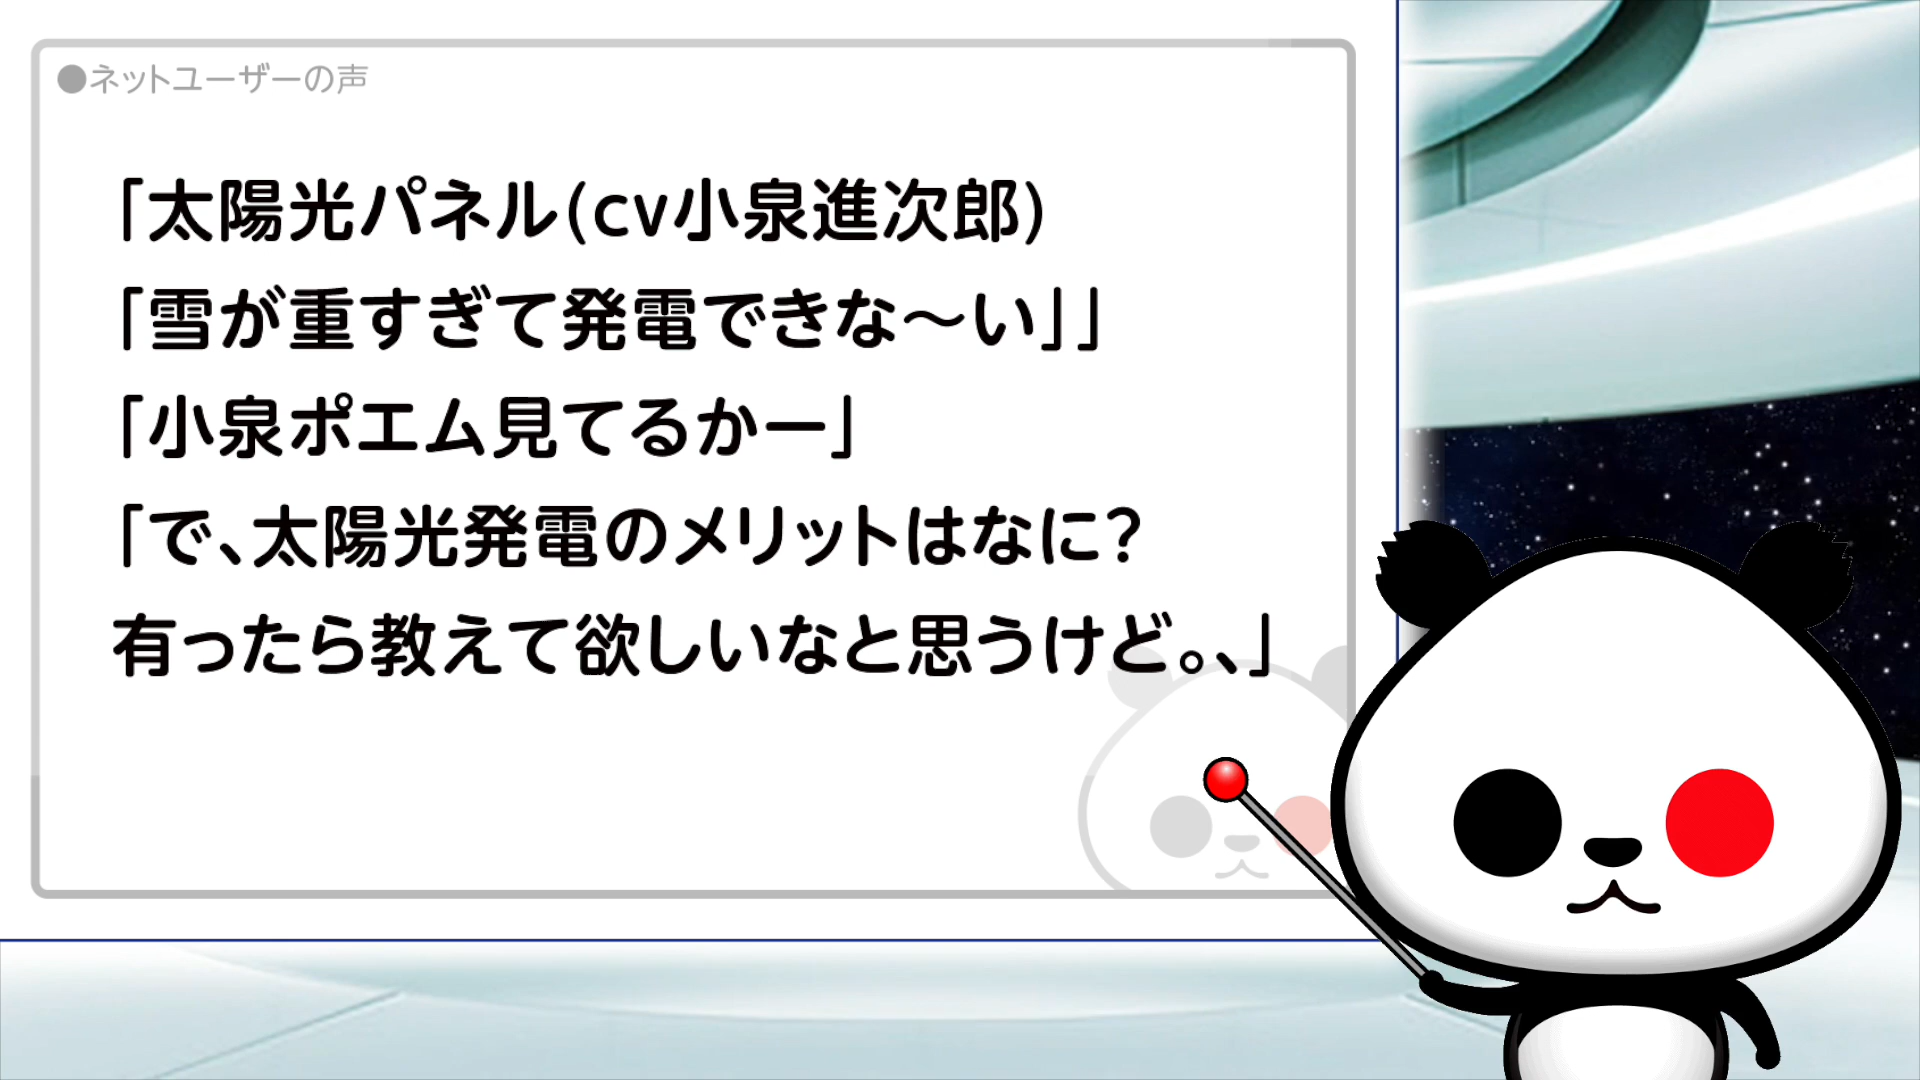 ●ネットユーザーの声
「太陽光パネル(cv小泉進次郎)
「雪が重すぎて発電できな～い」」
「小泉ポエム見てるかー」
「で、太陽光発電のメリットはなに？
有ったら教えて欲しいなと思うけど。、」